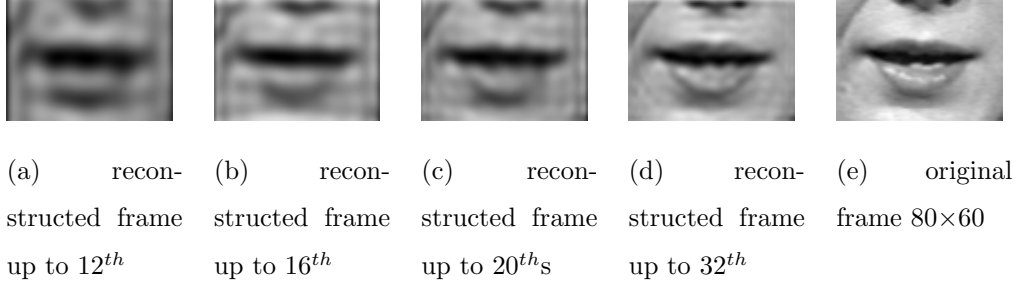 (a) recon-
structed frame
up to 12th
(b) recon-
structed frame
up to 16th
(c) recon-
structed frame
up to 20ths
(d) recon-
structed frame
up to 32th
(e) original
frame 80×60